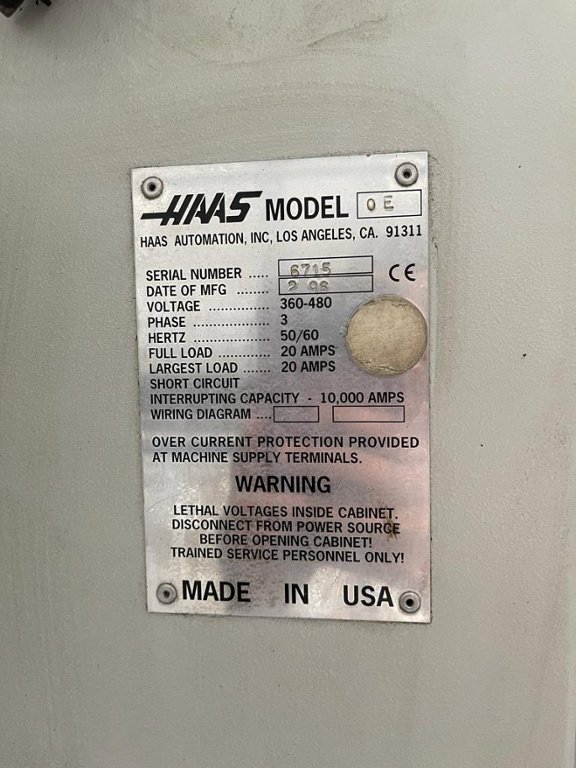 HAAS MODEL 0 E
HAAS AUTOMATION, INC, LOS ANGELES, CA. 91311
SERIAL NUMBER ..... 6715
CE
DATE OF MFG ........ 2 96
VOLTAGE ................ 360-480
PHASE .................... 3
HERTZ .................... 50/60
FULL LOAD ............. 20 AMPS
LARGEST LOAD ....... 20 AMPS
SHORT CIRCUIT
INTERRUPTING CAPACITY - 10,000 AMPS
WIRING DIAGRAM ....
OVER CURRENT PROTECTION PROVIDED
AT MACHINE SUPPLY TERMINALS.
WARNING
LETHAL VOLTAGES INSIDE CABINET.
DISCONNECT FROM POWER SOURCE
BEFORE OPENING CABINET!
TRAINED SERVICE PERSONNEL ONLY!
MADE IN USA